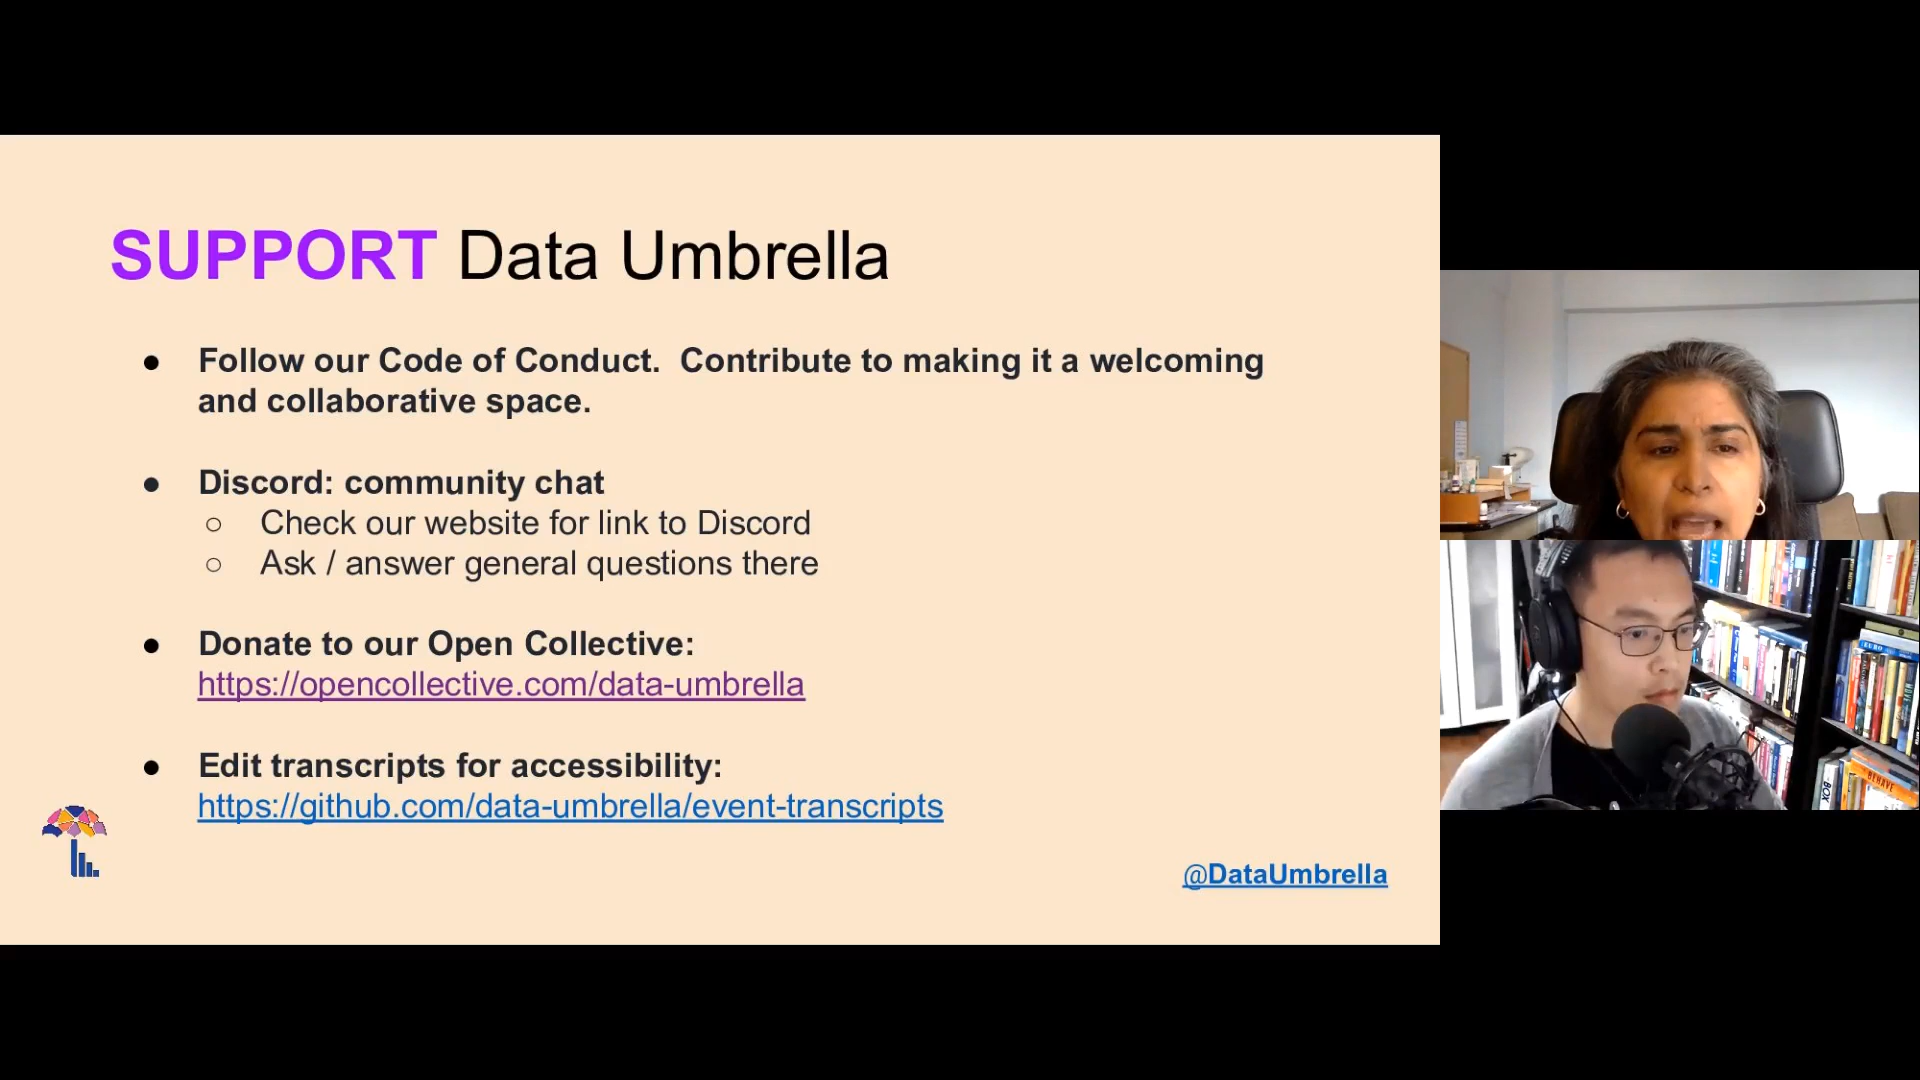 SUPPORT Data Umbrella
● Follow our Code of Conduct.  Contribute to making it a welcoming
and collaborative space.
● Discord: community chat
○ Check our website for link to Discord
○ Ask / answer general questions there
● Donate to our Open Collective:
https://opencollective.com/data-umbrella
● Edit transcripts for accessibility:
https://github.com/data-umbrella/event-transcripts
@DataUmbrella
BOX
BEHAVE